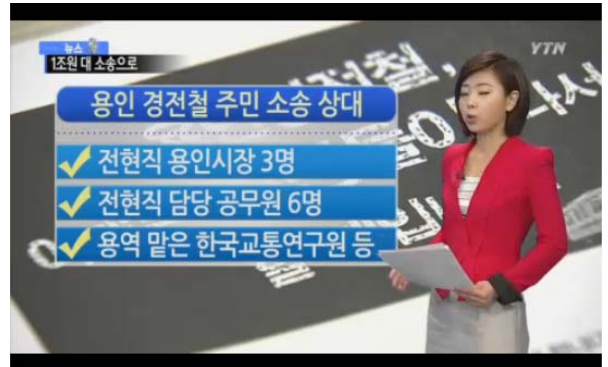 뉴스
YTN
1조원 대 소송으로
용인 경전철 주민 소송 상대
전현직 용인시장 3명
전현직 담당 공무원 6명
용역 맡은 한국교통연구원 등